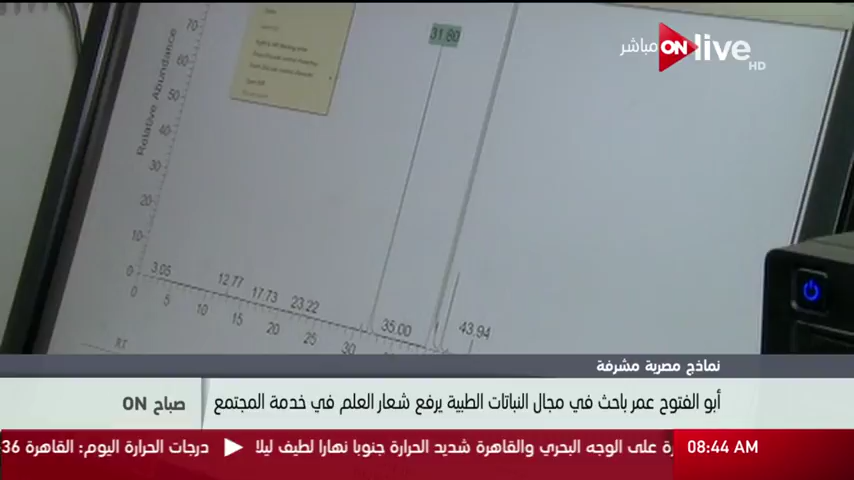 مباشر ON live HD
31.80
Relative Abundance
70
60
50
40
30
20
10
0
3.05
12.77
17.73
23.22
35.00
43.94
0
5
10
15
20
25
30
نماذج مصرية مشرفة
أبو الفتوح عمر باحث في مجال النباتات الطبية يرفع شعار العلم في خدمة المجتمع
صباح ON
ة على الوجه البحري والقاهرة شديد الحرارة جنوبا نهارا لطيف ليلا
درجات الحرارة اليوم: القاهرة 36
08:44 AM